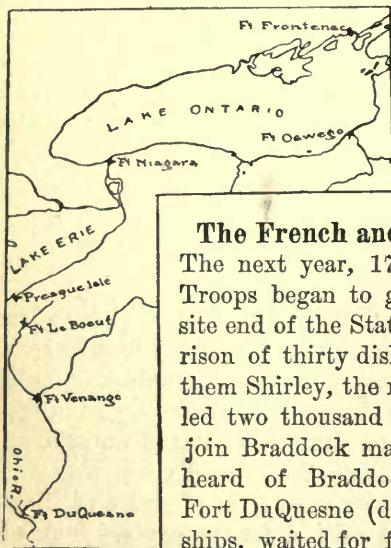 Ft Frontenac
LAKE ONTARIO
Ft Oswego
Ft Niagara
LAKE ERIE
Presque Isle
Ft Le Boeuf
Ft Venango
Ohio R.
Ft DuQuesne
The French and
The next year, 17
Troops began to g
site end of the Stat
rison of thirty dis
them Shirley, the
led two thousand
join Braddock ma
heard of Braddoc
Fort DuQuesne (d
ships, waited for